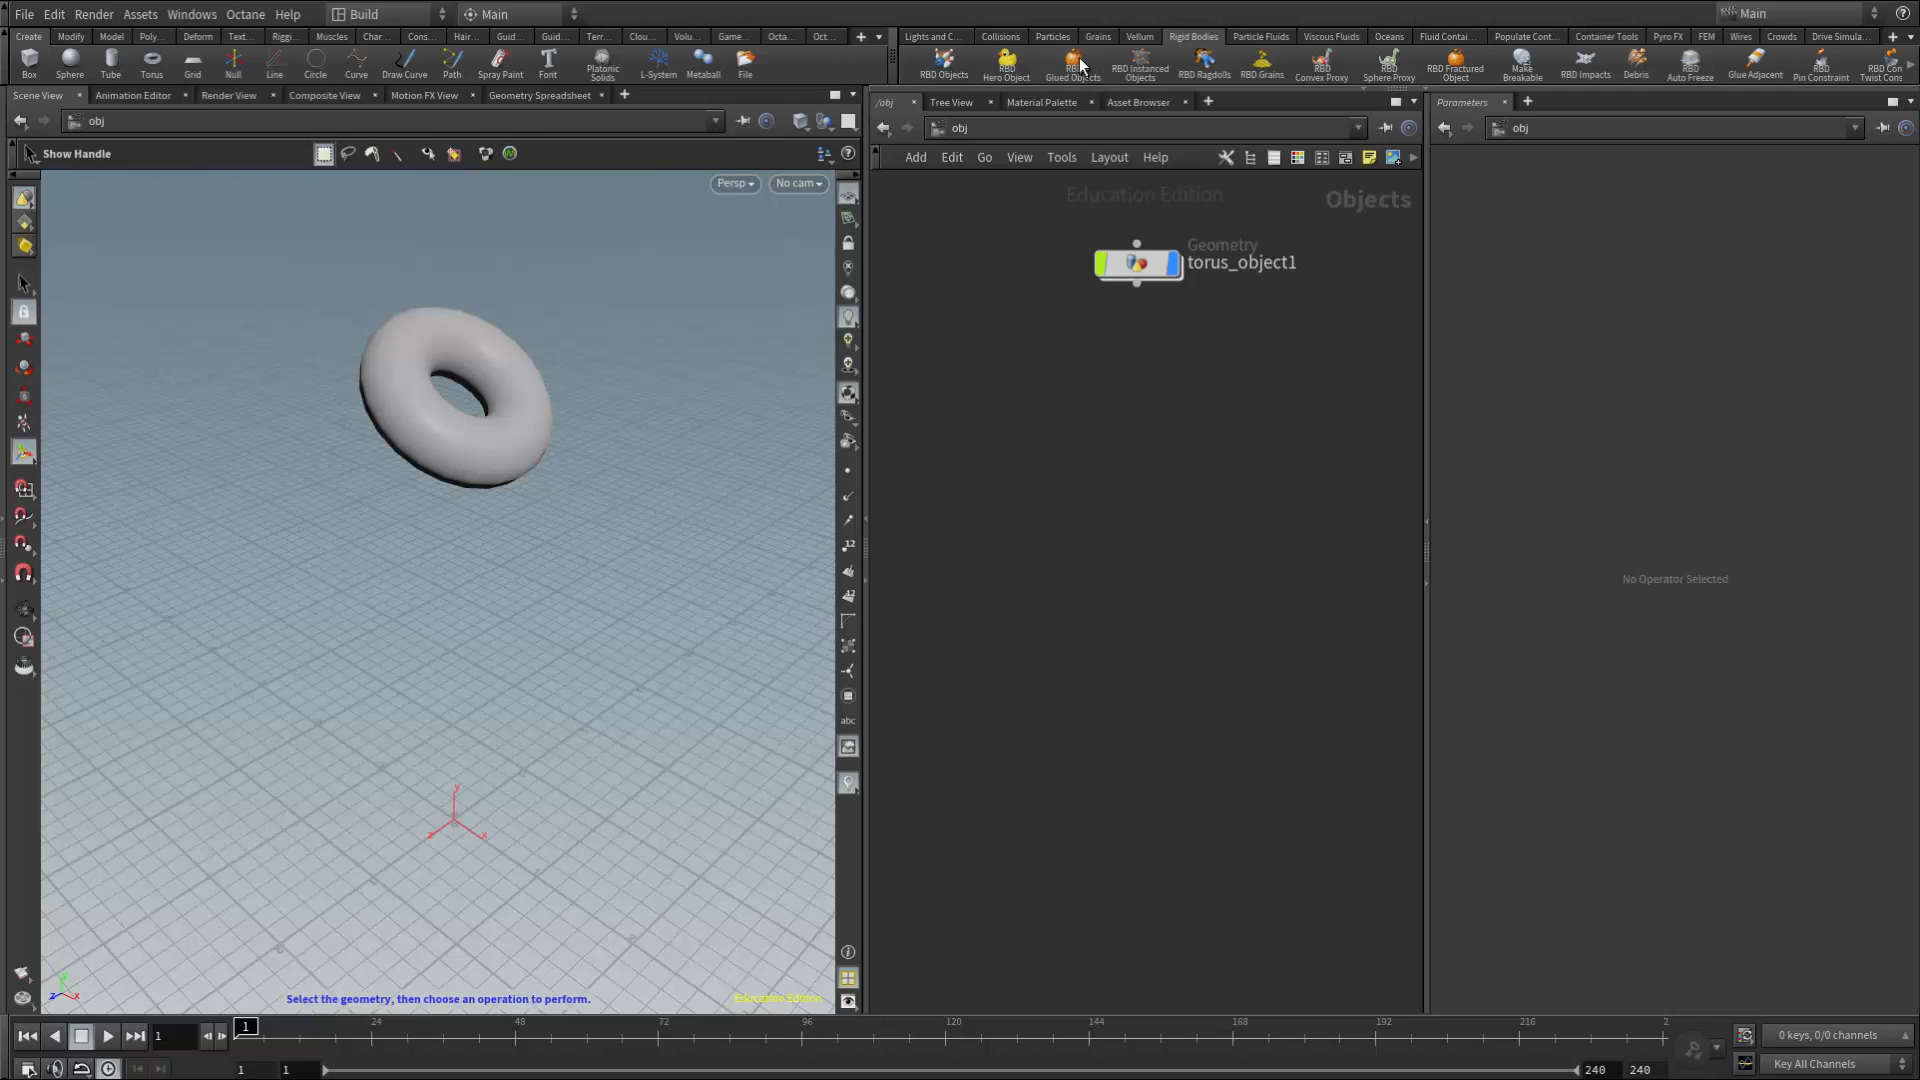 File Edit Render Assets Windows Octane Help Build Main Main
Create Modify Model Poly... Deform Text... Riggi... Muscles Char... Cons... Hair... Guid... Guid... Terr... Clou... Volu... Game... Octa... Oct...
Lights and C... Collisions Particles Grains Vellum Rigid Bodies Particle Fluids Viscous Fluids Oceans Fluid Contai... Populate Cont... Container Tools Pyro FX FEM Wires Crowds Drive Simula...
Box Sphere Tube Torus Grid Null Line Circle Curve Draw Curve Path Spray Paint Font Platonic Solids L-System Metaball File
RBD Objects RBD Hero Object RBD Glued Objects RBD Instanced Objects RBD Ragdolls RBD Grains RBD Convex Proxy RBD Sphere Proxy RBD Fractured Object Make Breakable RBD Impacts Debris RBD Auto Freeze Glue Adjacent RBD Pin Constraint RBD Con Twist Cons
Scene View Animation Editor Render View Composite View Motion FX View Geometry Spreadsheet
/obj Tree View Material Palette Asset Browser
Parameters
obj
obj
obj
Show Handle
Add Edit Go View Tools Layout Help
Persp No cam
Education Edition
Objects
Geometry
torus_object1
No Operator Selected
12
12
abc
y
z x
y
z x
Select the geometry, then choose an operation to perform.
Education Edition
1
1 24 48 72 96 120 144 168 192 216 2
0 keys, 0/0 channels
1 1 240 240
Key All Channels